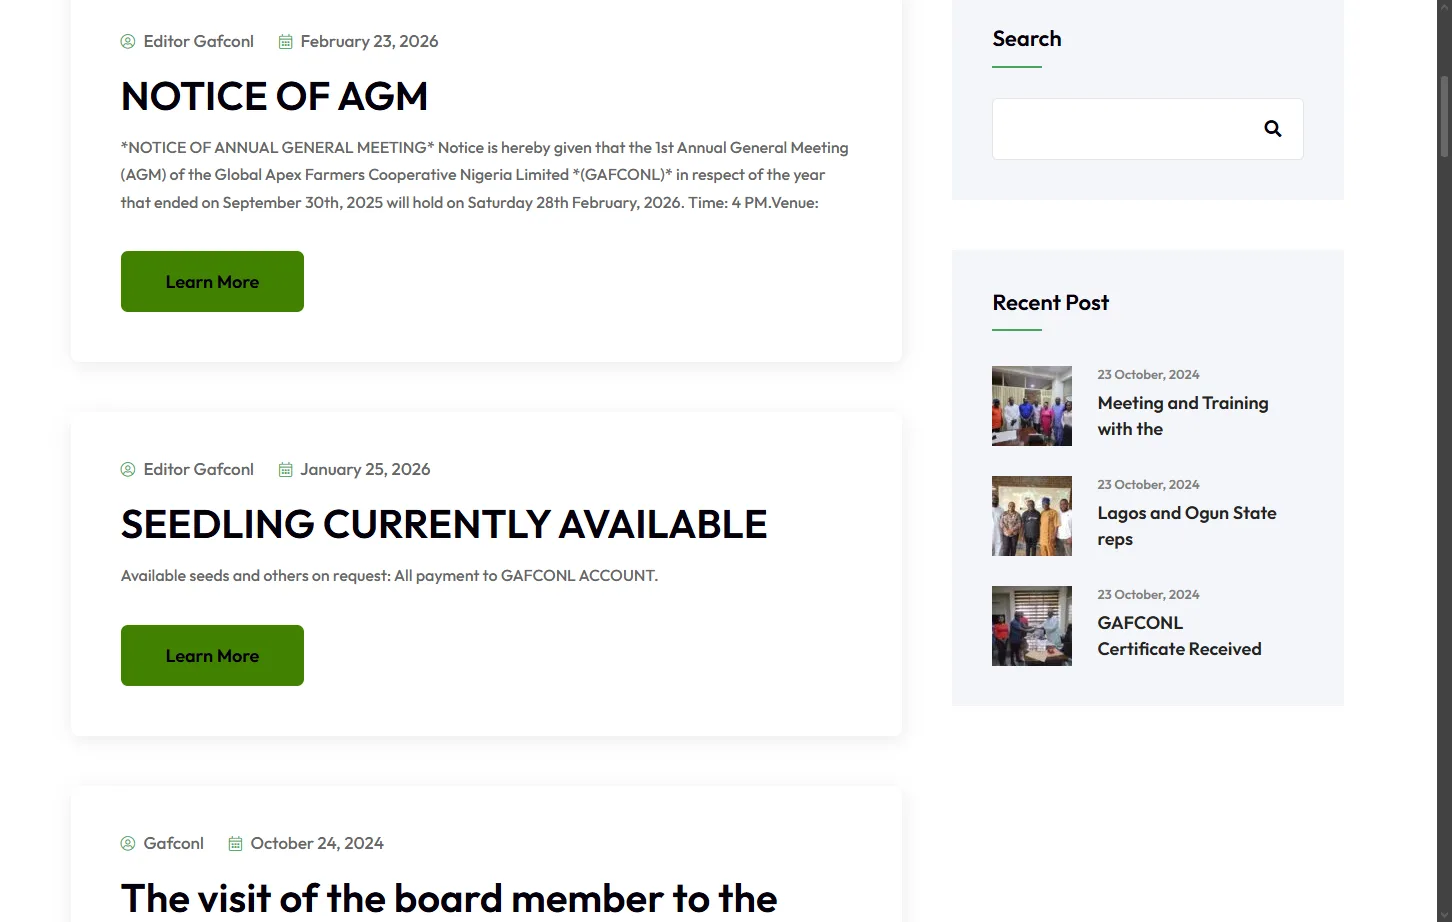 Editor Gafconl February 23, 2026
NOTICE OF AGM
*NOTICE OF ANNUAL GENERAL MEETING* Notice is hereby given that the 1st Annual General Meeting
(AGM) of the Global Apex Farmers Cooperative Nigeria Limited *(GAFCONL)* in respect of the year
that ended on September 30th, 2025 will hold on Saturday 28th February, 2026. Time: 4 PM.Venue:
Learn More
Editor Gafconl January 25, 2026
SEEDLING CURRENTLY AVAILABLE
Available seeds and others on request: All payment to GAFCONL ACCOUNT.
Learn More
Gafconl October 24, 2024
The visit of the board member to the
Search
Recent Post
23 October, 2024
Meeting and Training
with the
23 October, 2024
Lagos and Ogun State
reps
23 October, 2024
GAFCONL
Certificate Received